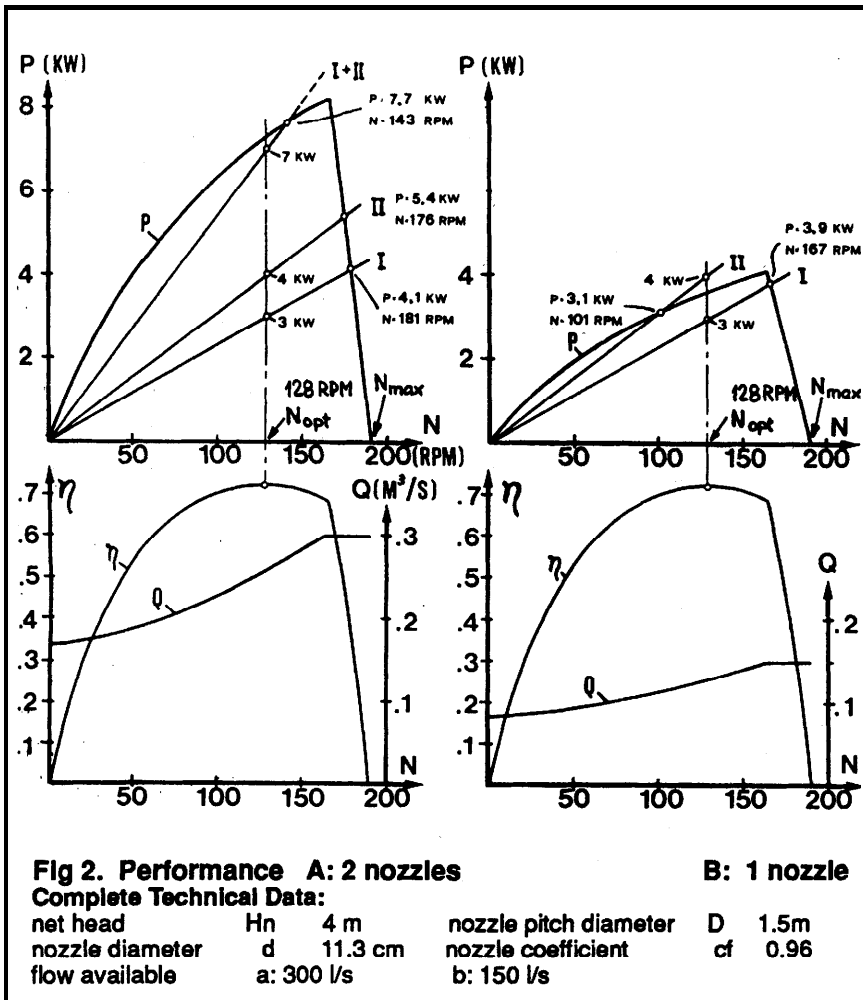 P (KW)
8
6
4
2
I+II
P. 7,7 KW
N=143 RPM
7 KW
P
II
P=5,4 KW
N=176 RPM
I
4 KW
3 KW
P=4,1 KW
N=181 RPM
128 RPM
Nopt
Nmax
N
50
100
150
200(RPM)
P (KW)
4
2
P=3,9 KW
N=167 RPM
4 KW
II
I
P=3,1 KW
N=101 RPM
3 KW
P
128 RPM
Nopt
Nmax
N
50
100
150
200
η
.7
.6
.5
.4
.3
.2
.1
Q(M³/S)
.3
.2
.1
η
Q
N
50
100
150
200
η
.7
.6
.5
.4
.3
.2
.1
Q
.2
.1
η
Q
N
50
100
150
200
Fig 2. Performance A: 2 nozzles B: 1 nozzle
Complete Technical Data:
net head Hn 4 m nozzle pitch diameter D 1.5m
nozzle diameter d 11.3 cm nozzle coefficient cf 0.96
flow available a: 300 l/s b: 150 l/s